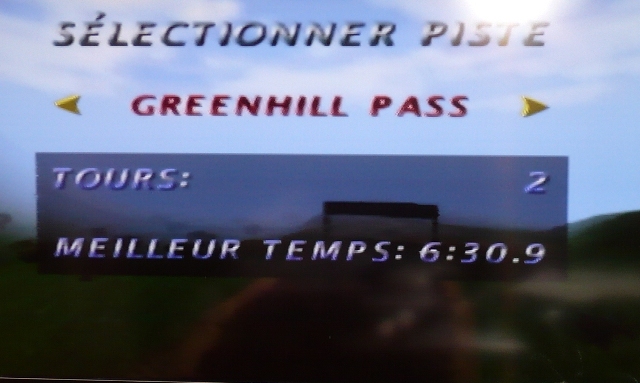 SÉLECTIONNER PISTE
GREENHILL PASS
TOURS: 2
MEILLEUR TEMPS: 6:30.9